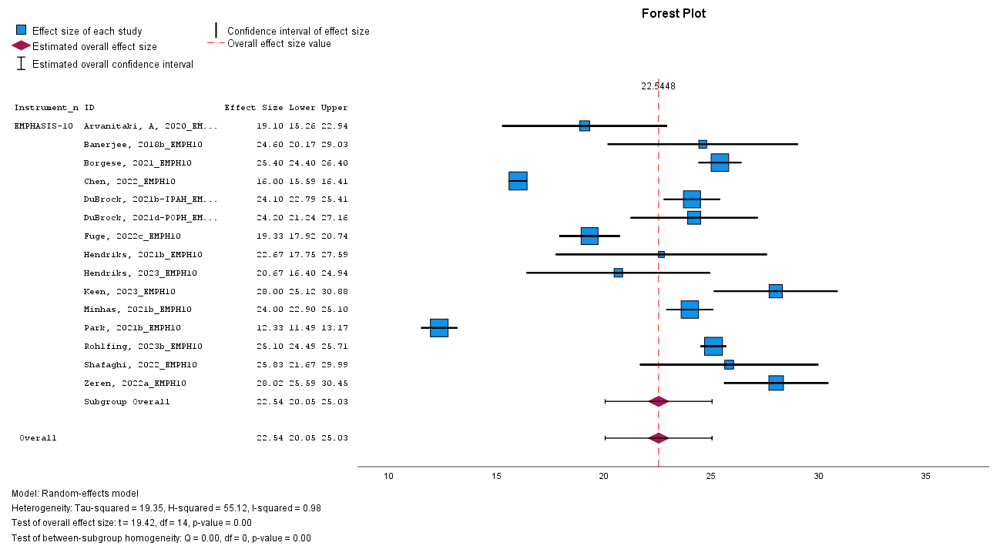 Forest Plot
Effect size of each study
Estimated overall effect size
Estimated overall confidence interval
Confidence interval of effect size
Overall effect size value
22.5448
Instrument_n ID Effect Size Lower Upper
EMPHASIS-10 Arvanitaki, A, 2020_EM... 19.10 15.26 22.94
Banerjee, 2018b_EMPH10 24.60 20.17 29.03
Borgese, 2021_EMPH10 25.40 24.40 26.40
Chen, 2022_EMPH10 16.00 15.59 16.41
DuBrock, 2021b-IPAH_EM... 24.10 22.79 25.41
DuBrock, 2021d-POPH_EM... 24.20 21.24 27.16
Fuge, 2022c_EMPH10 19.33 17.92 20.74
Hendriks, 2021b_EMPH10 22.67 17.75 27.59
Hendriks, 2023_EMPH10 20.67 16.40 24.94
Keen, 2023_EMPH10 28.00 25.12 30.88
Minhas, 2021b_EMPH10 24.00 22.90 25.10
Park, 2021b_EMPH10 12.33 11.49 13.17
Rohlfing, 2023b_EMPH10 25.10 24.49 25.71
Shafaghi, 2022_EMPH10 25.83 21.67 29.99
Zeren, 2022a_EMPH10 28.02 25.59 30.45
Subgroup Overall 22.54 20.05 25.03
Overall 22.54 20.05 25.03
10 15 20 25 30 35
Model: Random-effects model
Heterogeneity: Tau-squared = 19.35, H-squared = 55.12, I-squared = 0.98
Test of overall effect size: t = 19.42, df = 14, p-value = 0.00
Test of between-subgroup homogeneity: Q = 0.00, df = 0, p-value = 0.00